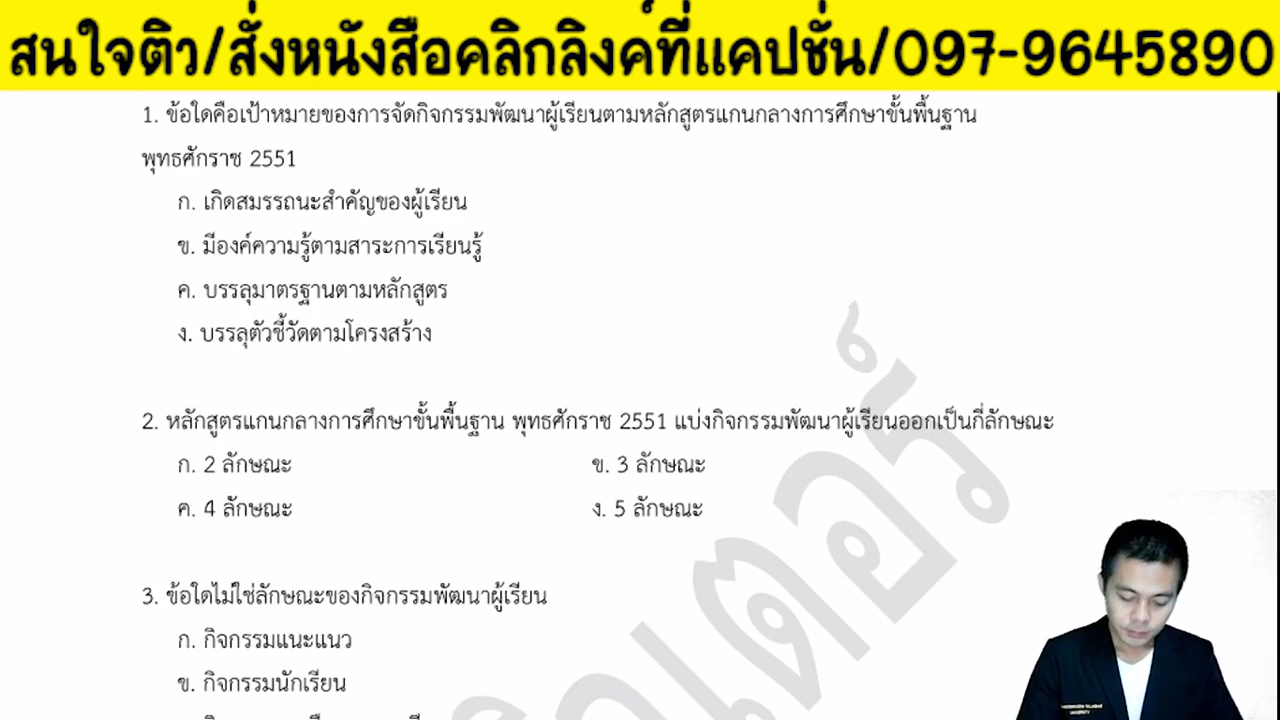 สนใจติว/สั่งหนังสือคลิกลิงค์ที่แคปชั่น/097-9645890
1. ข้อใดคือเป้าหมายของการจัดกิจกรรมพัฒนาผู้เรียนตามหลักสูตรแกนกลางการศึกษาขั้นพื้นฐาน
พุทธศักราช 2551
ก. เกิดสมรรถนะสำคัญของผู้เรียน
ข. มีองค์ความรู้ตามสาระการเรียนรู้
ค. บรรลุมาตรฐานตามหลักสูตร
ง. บรรลุตัวชี้วัดตามโครงสร้าง
2. หลักสูตรแกนกลางการศึกษาขั้นพื้นฐาน พุทธศักราช 2551 แบ่งกิจกรรมพัฒนาผู้เรียนออกเป็นกี่ลักษณะ
ก. 2 ลักษณะ ข. 3 ลักษณะ
ค. 4 ลักษณะ ง. 5 ลักษณะ
3. ข้อใดไม่ใช่ลักษณะของกิจกรรมพัฒนาผู้เรียน
ก. กิจกรรมแนะแนว
ข. กิจกรรมนักเรียน